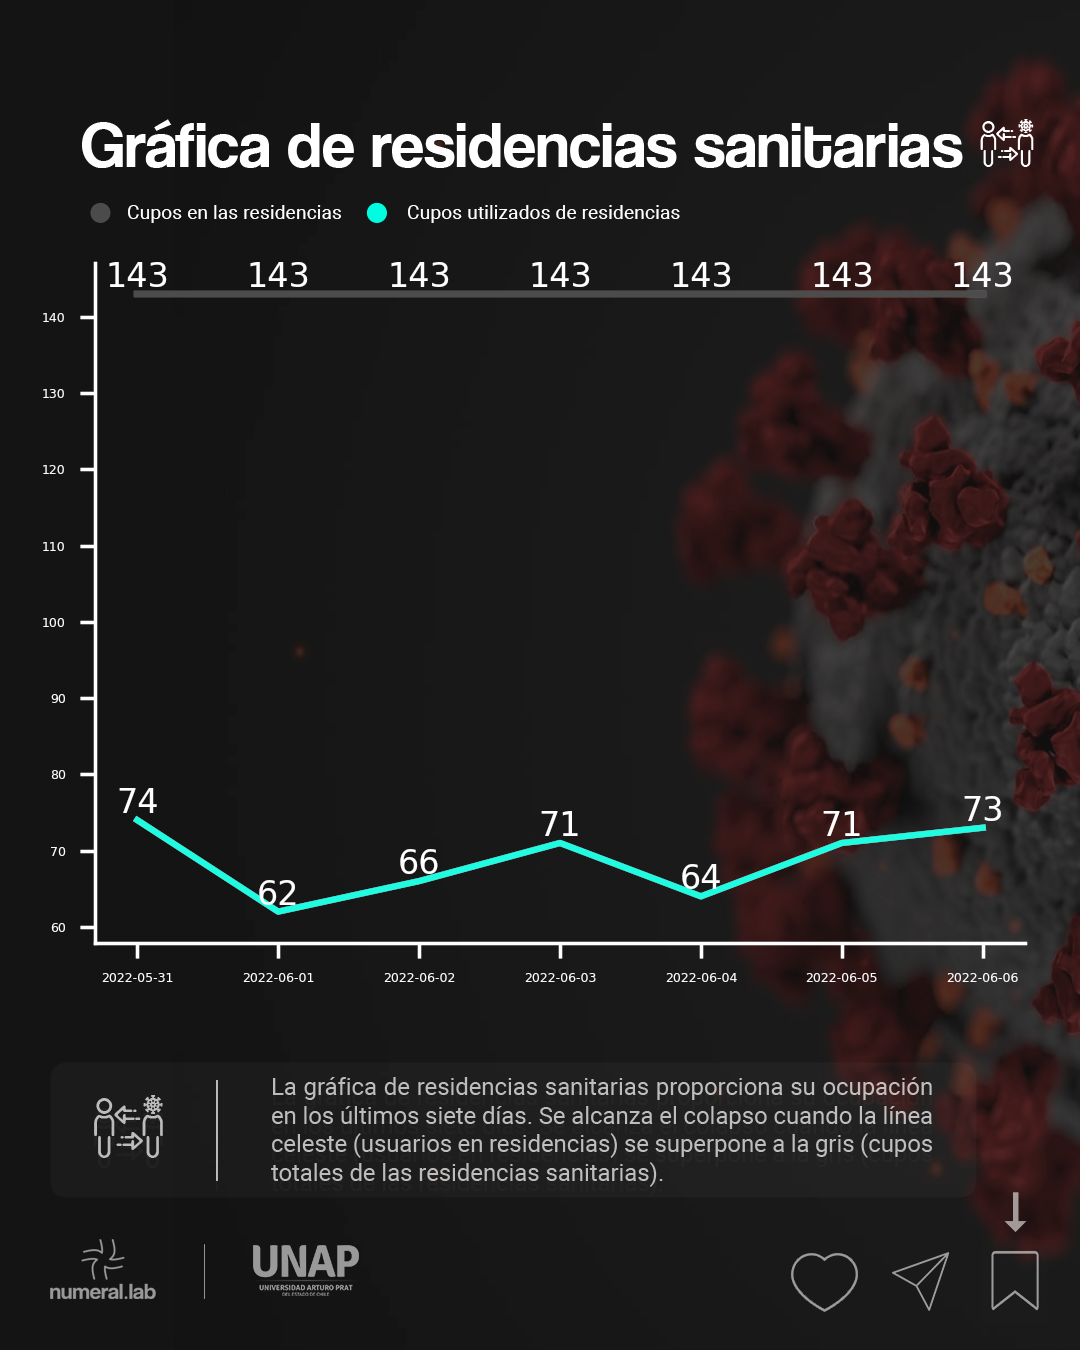 Gráfica de residencias sanitarias
Cupos en las residencias
Cupos utilizados de residencias
143 143 143 143 143 143 143
140
130
120
110
100
90
80
70
60
74 62 66 71 64 71 73
2022-05-31 2022-06-01 2022-06-02 2022-06-03 2022-06-04 2022-06-05 2022-06-06
La gráfica de residencias sanitarias proporciona su ocupación
en los últimos siete días. Se alcanza el colapso cuando la línea
celeste (usuarios en residencias) se superpone a la gris (cupos
totales de las residencias sanitarias).
numeral.lab
UNAP
UNIVERSIDAD ARTURO PRAT
DEL ESTADO DE CHILE